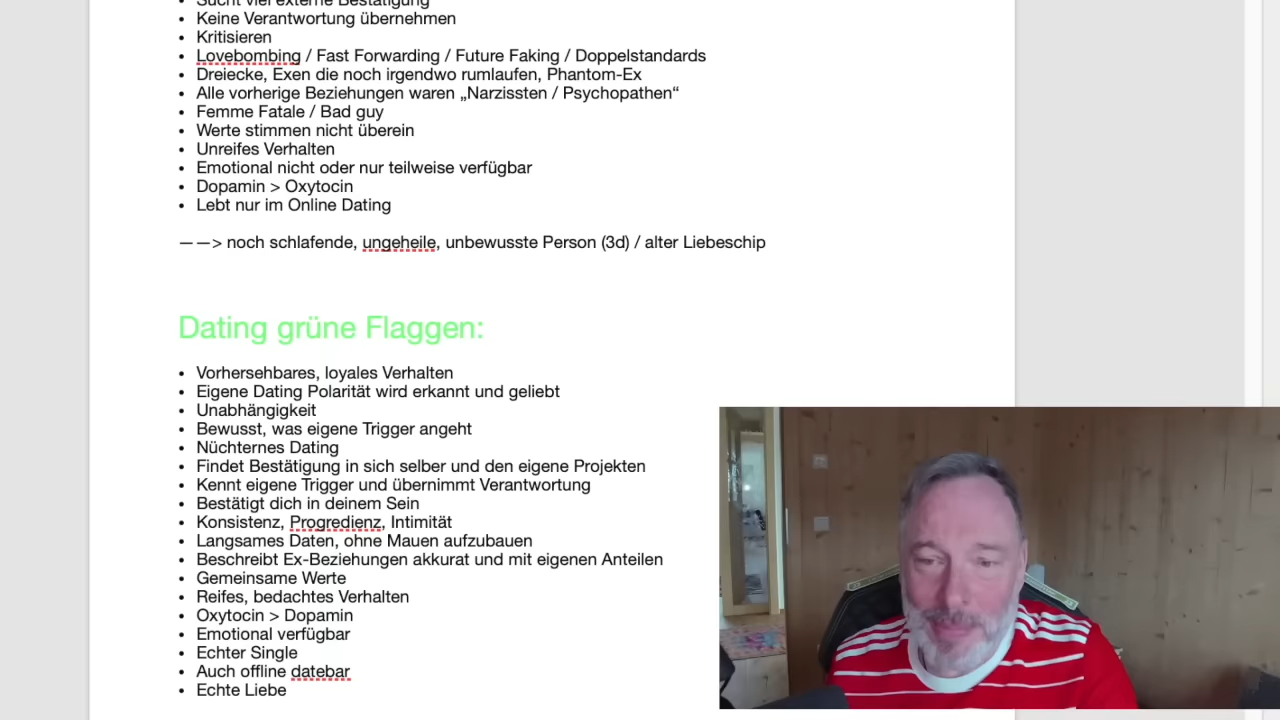 Sucht viel externe Bestätigung
• Keine Verantwortung übernehmen
• Kritisieren
• Lovebombing / Fast Forwarding / Future Faking / Doppelstandards
• Dreiecke, Exen die noch irgendwo rumlaufen, Phantom-Ex
• Alle vorherige Beziehungen waren „Narzissten / Psychopathen“
• Femme Fatale / Bad guy
• Werte stimmen nicht überein
• Unreifes Verhalten
• Emotional nicht oder nur teilweise verfügbar
• Dopamin > Oxytocin
• Lebt nur im Online Dating
——> noch schlafende, ungeheile, unbewusste Person (3d) / alter Liebeschip
Dating grüne Flaggen:
• Vorhersehbares, loyales Verhalten
• Eigene Dating Polarität wird erkannt und geliebt
• Unabhängigkeit
• Bewusst, was eigene Trigger angeht
• Nüchternes Dating
• Findet Bestätigung in sich selber und den eigene Projekten
• Kennt eigene Trigger und übernimmt Verantwortung
• Bestätigt dich in deinem Sein
• Konsistenz, Progredienz, Intimität
• Langsames Daten, ohne Mauen aufzubauen
• Beschreibt Ex-Beziehungen akkurat und mit eigenen Anteilen
• Gemeinsame Werte
• Reifes, bedachtes Verhalten
• Oxytocin > Dopamin
• Emotional verfügbar
• Echter Single
• Auch offline datebar
• Echte Liebe